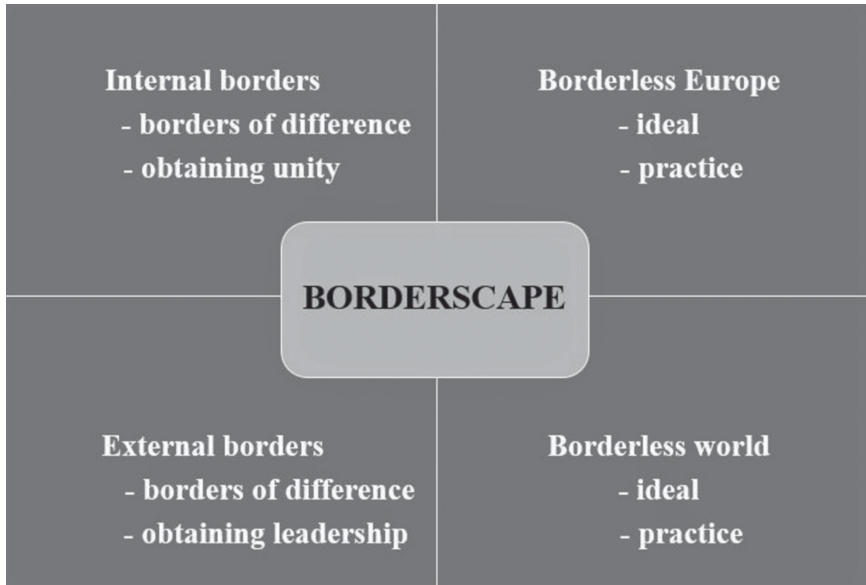 Internal borders
- borders of difference
- obtaining unity
Borderless Europe
- ideal
- practice
BORDERSCAPE
External borders
- borders of difference
- obtaining leadership
Borderless world
- ideal
- practice